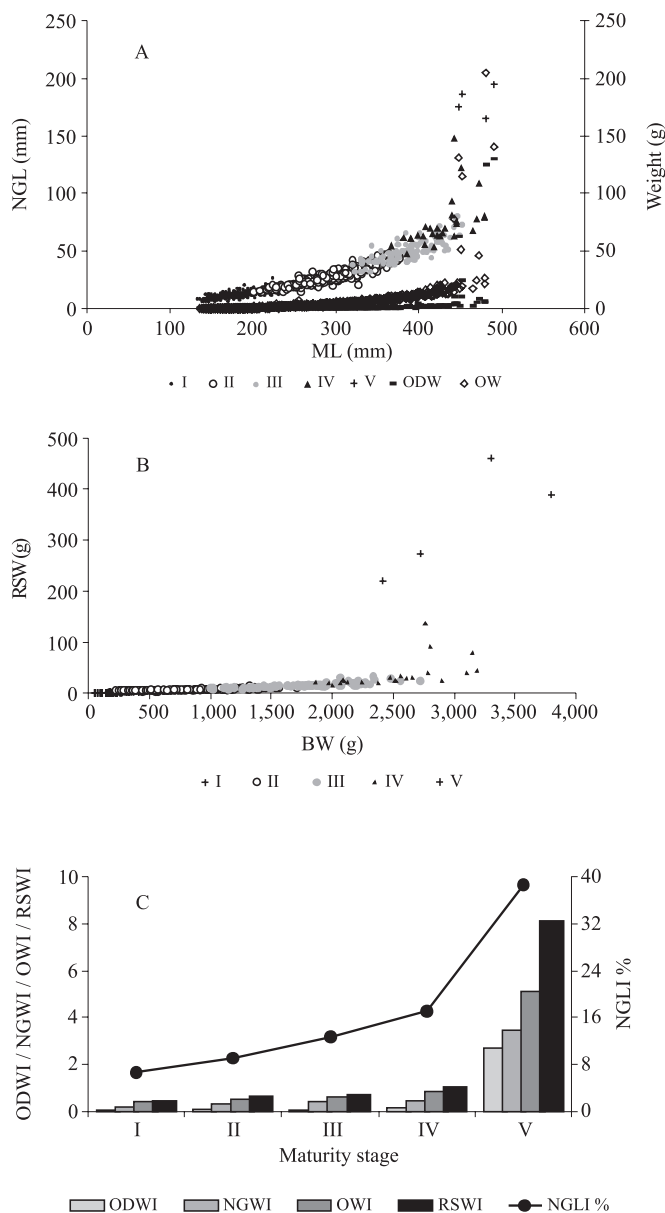 A
NGL (mm)
Weight (g)
250 250
200 200
150 150
100 100
50 50
0 0
0 100 200 300 400 500 600
ML (mm)
I II III IV V ODW OW
B
RSW(g)
500
400
300
200
100
0
0 500 1,000 1,500 2,000 2,500 3,000 3,500 4,000
BW (g)
I II III IV V
C
ODWI / NGWI / OWI / RSWI
NGLI %
10 40
8 32
6 24
4 16
2 8
0 0
I II III IV V
Maturity stage
ODWI NGWI OWI RSWI NGLI %